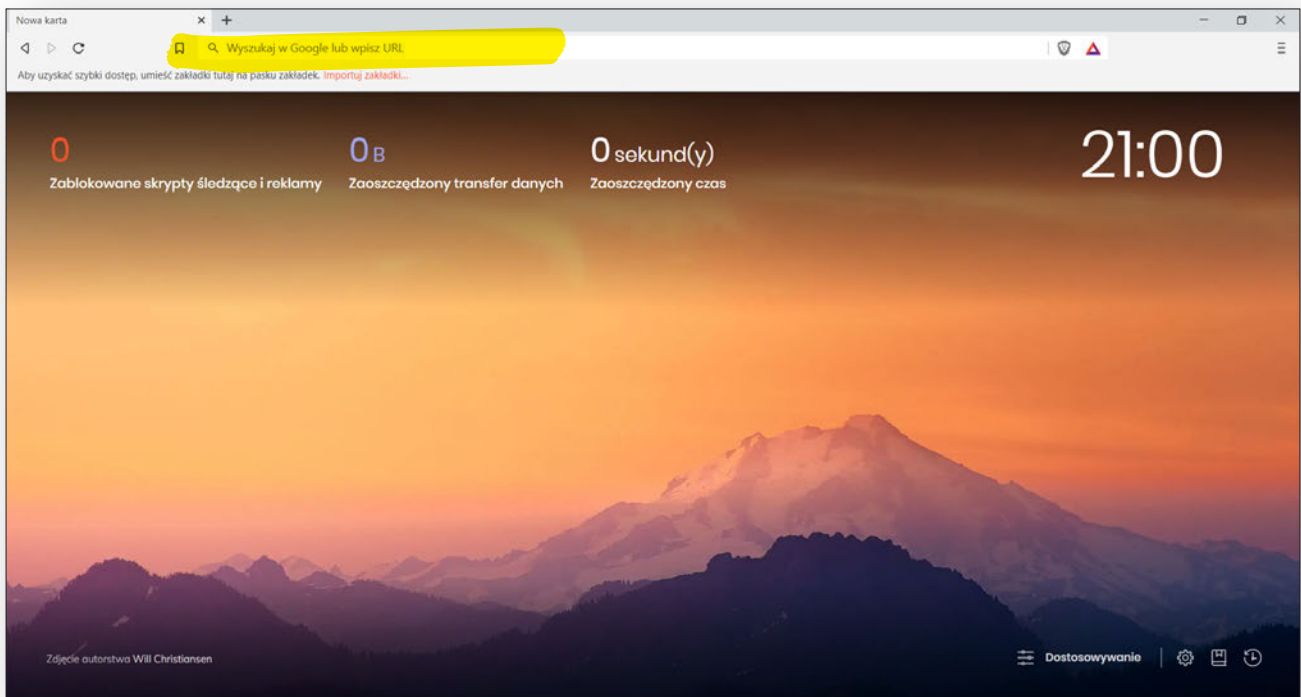 Nowa karta
Wyszukaj w Google lub wpisz URL
Aby uzyskać szybki dostęp, umieść zakładki tutaj na pasku zakładek. Importuj zakładki...
0 0 B 0 sekund(y) 21:00
Zablokowane skrypty śledzące i reklamy Zaoszczędzony transfer danych Zaoszczędzony czas
Zdjęcie autorstwa Will Christiansen Dostosowywanie